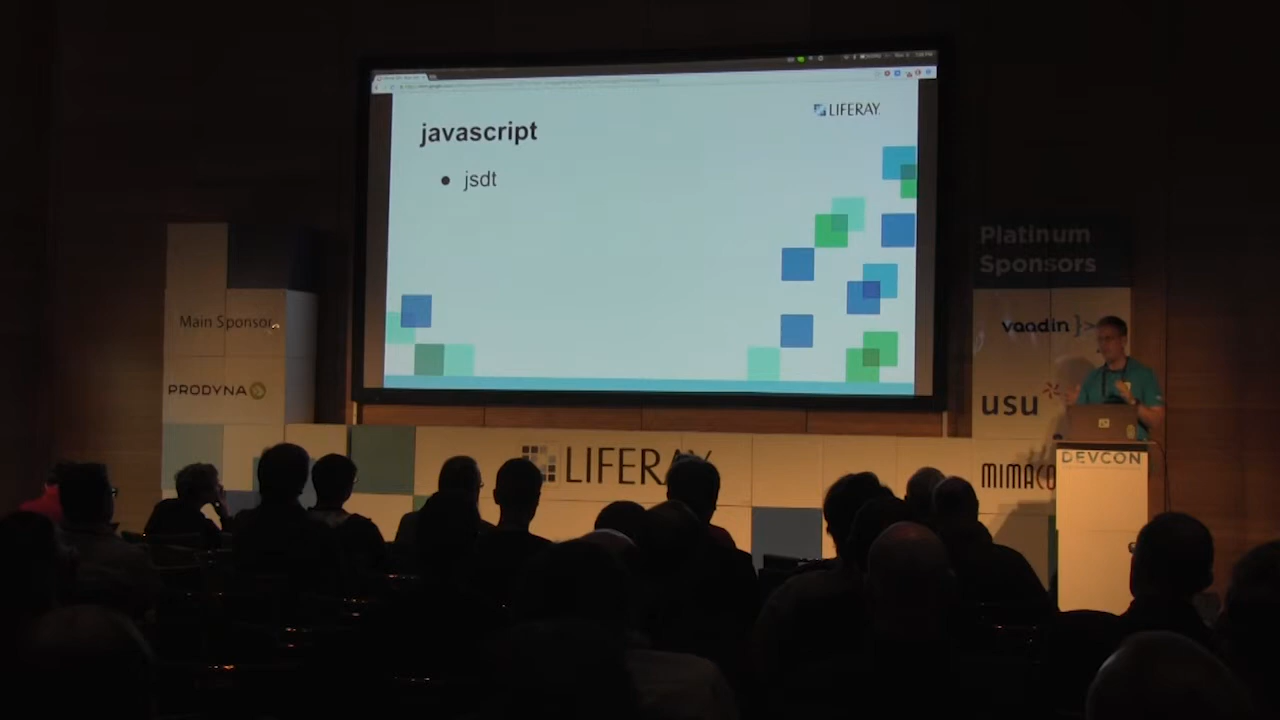 LIFERAY
javascript
• jsdt
Platinum
Sponsors
Main Sponsor
vaadin }>
PRODYNA
usu
LIFERAY
DEVCON
MIMACO